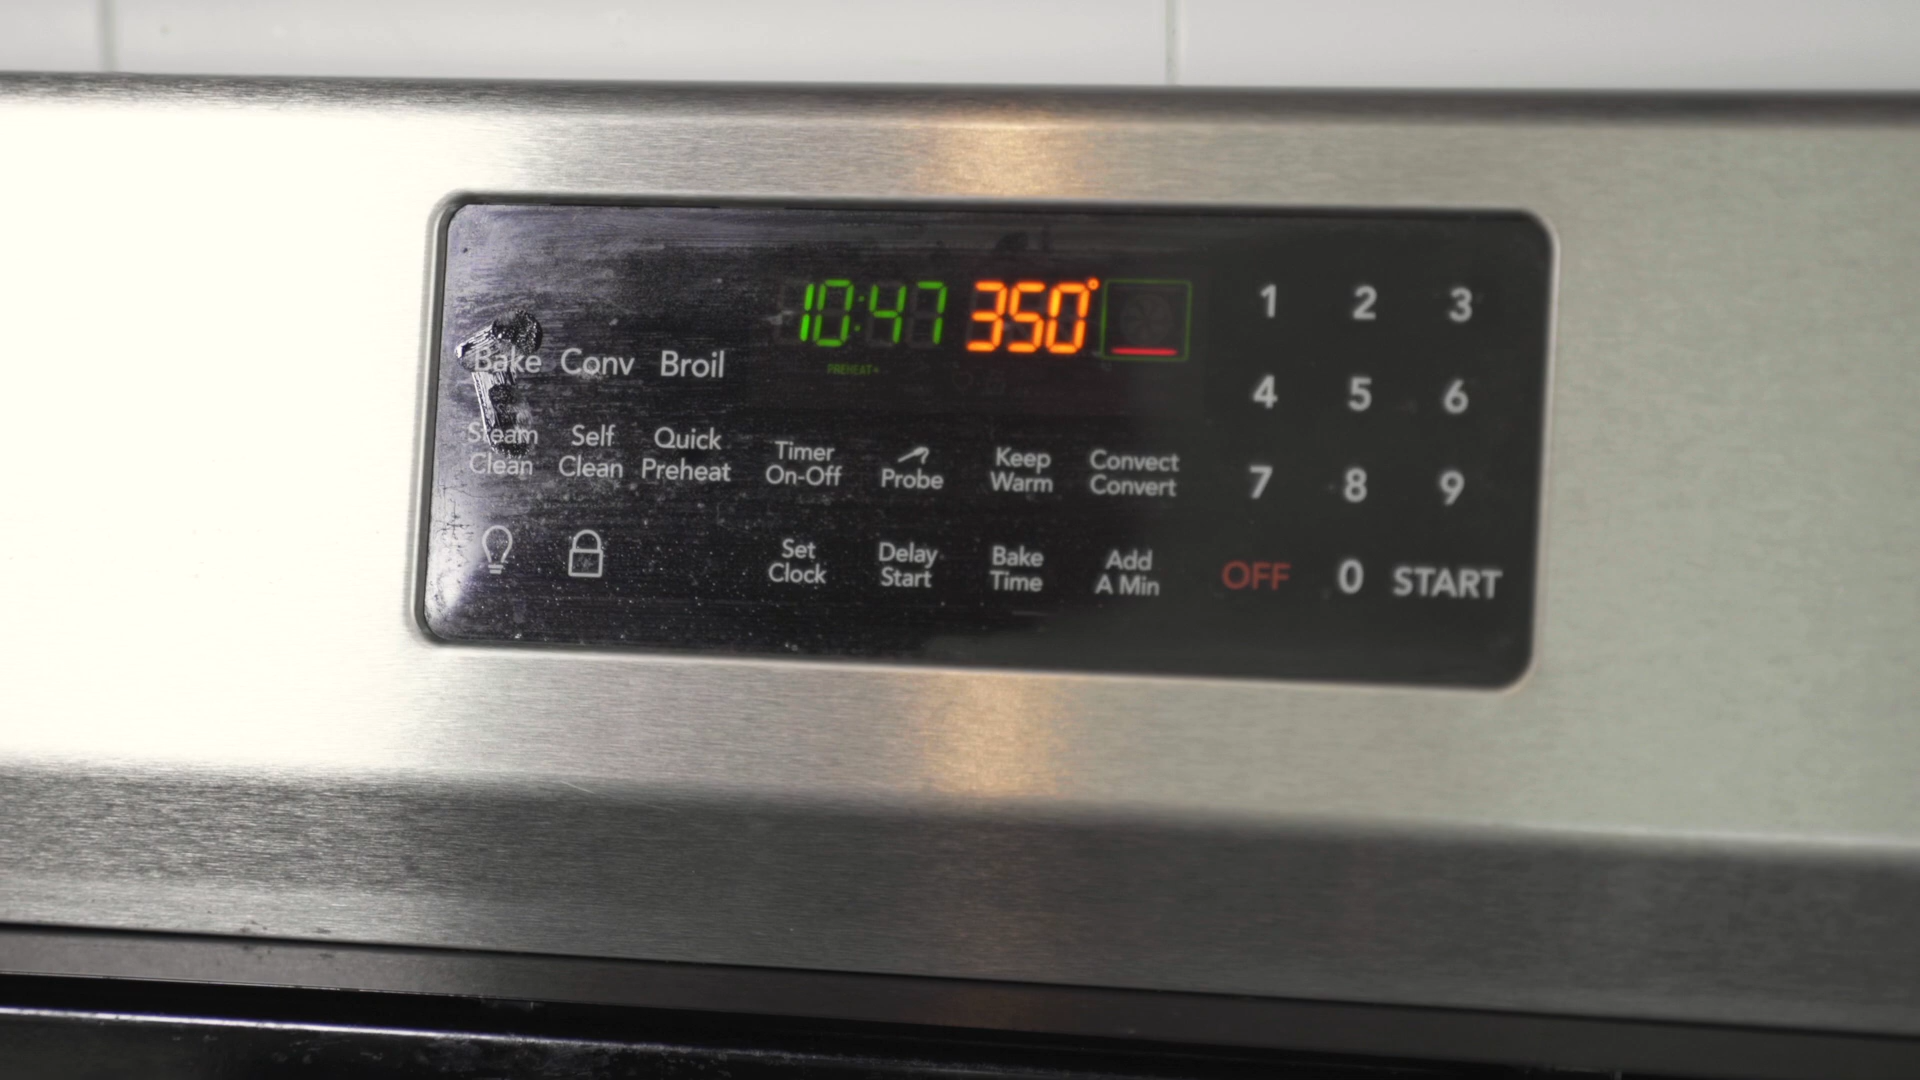 10:47 350°
PREHEAT+
Bake Conv Broil
Steam Clean
Self Clean
Quick Preheat
Timer On-Off
Probe
Keep Warm
Convect Convert
Set Clock
Delay Start
Bake Time
Add A Min
1 2 3
4 5 6
7 8 9
OFF 0 START